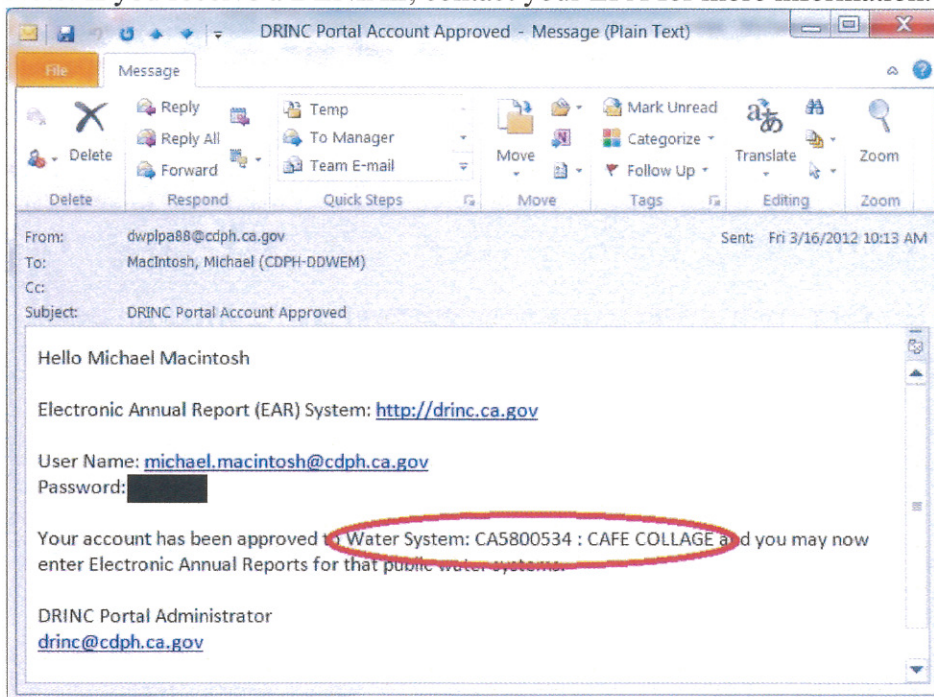 DRINC Portal Account Approved - Message (Plain Text)
File Message
Delete
Reply
Reply All
Forward
Temp
To Manager
Team E-mail
Move
Mark Unread
Categorize
Follow Up
Translate
Zoom
Delete Respond Quick Steps Move Tags Editing Zoom
From: dwplpa88@cdph.ca.gov Sent: Fri 3/16/2012 10:13 AM
To: MacIntosh, Michael (CDPH-DDWEM)
Cc:
Subject: DRINC Portal Account Approved
Hello Michael Macintosh
Electronic Annual Report (EAR) System: http://drinc.ca.gov
User Name: michael.macintosh@cdph.ca.gov
Password:
Your account has been approved to Water System: CA5800534 : CAFE COLLAGE and you may now
enter Electronic Annual Reports for that public water systems.
DRINC Portal Administrator
drinc@cdph.ca.gov